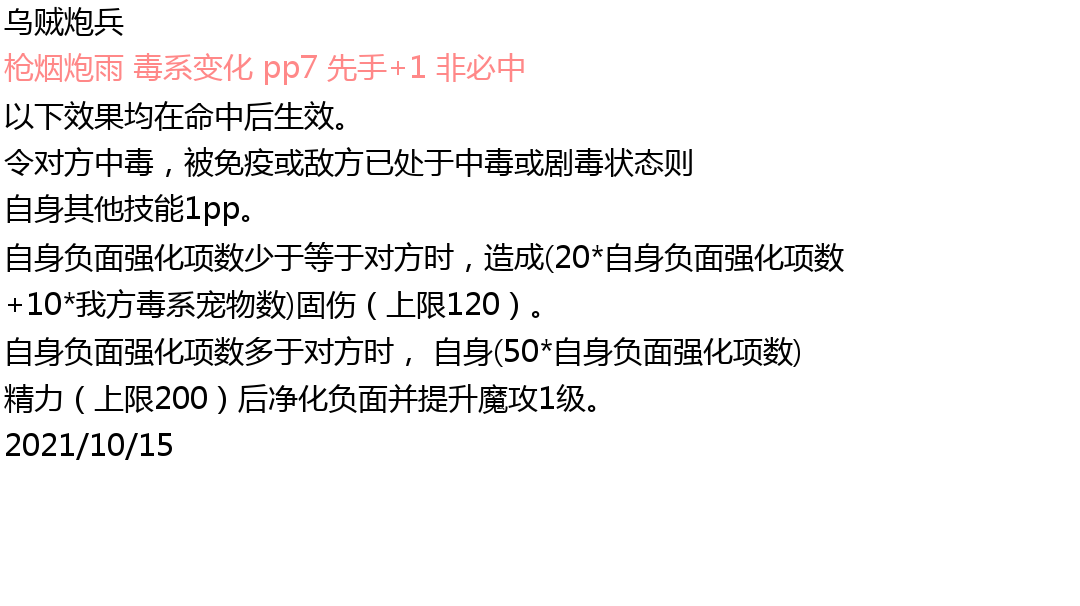 乌贼炮兵
枪烟炮雨 毒系变化 pp7 先手+1 非必中
以下效果均在命中后生效。
令对方中毒，被免疫或敌方已处于中毒或剧毒状态则
自身其他技能1pp。
自身负面强化项数少于等于对方时，造成(20*自身负面强化项数
+10*我方毒系宠物数)固伤（上限120）。
自身负面强化项数多于对方时， 自身(50*自身负面强化项数)
精力（上限200）后净化负面并提升魔攻1级。
2021/10/15